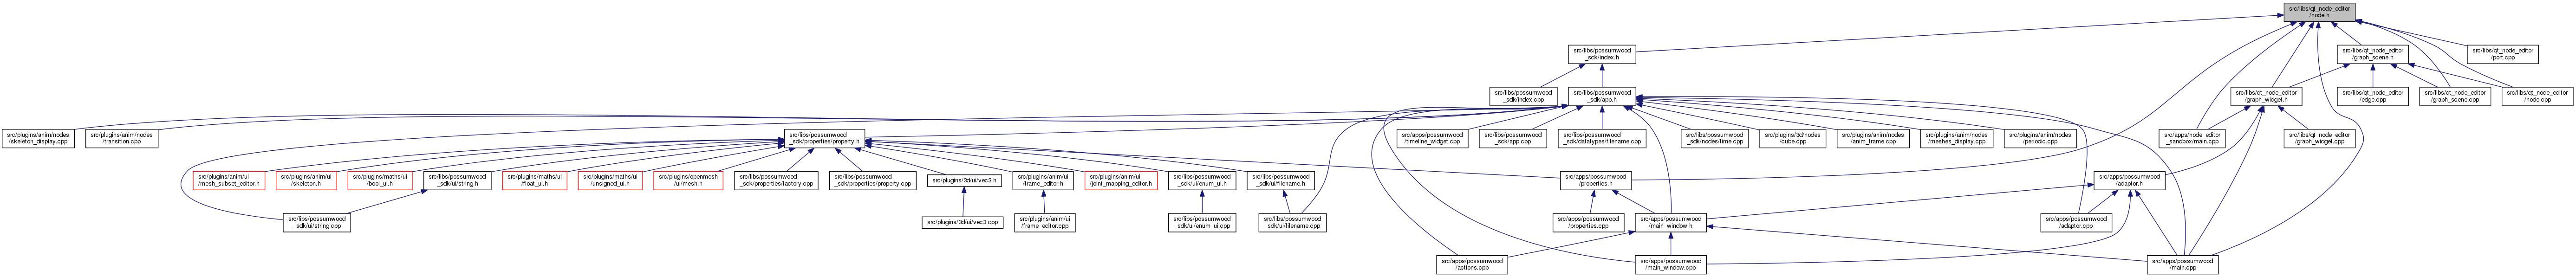 src/libs/qt_node_editor
/node.h
src/libs/possumwood
_sdk/index.h
src/libs/qt_node_editor
/graph_scene.h
src/libs/qt_node_editor
/port.cpp
src/libs/possumwood
_sdk/index.cpp
src/libs/possumwood
_sdk/app.h
src/libs/qt_node_editor
/graph_widget.h
src/libs/qt_node_editor
/edge.cpp
src/libs/qt_node_editor
/graph_scene.cpp
src/libs/qt_node_editor
/node.cpp
src/plugins/anim/nodes
/skeleton_display.cpp
src/plugins/anim/nodes
/transition.cpp
src/libs/possumwood
_sdk/properties/property.h
src/apps/possumwood
/timeline_widget.cpp
src/libs/possumwood
_sdk/app.cpp
src/libs/possumwood
_sdk/datatypes/filename.cpp
src/libs/possumwood
_sdk/nodes/time.cpp
src/plugins/3d/nodes
/cube.cpp
src/plugins/anim/nodes
/anim_frame.cpp
src/plugins/anim/nodes
/meshes_display.cpp
src/plugins/anim/nodes
/periodic.cpp
src/apps/node_editor
_sandbox/main.cpp
src/libs/qt_node_editor
/graph_widget.cpp
src/plugins/anim/ui
/mesh_subset_editor.h
src/plugins/anim/ui
/skeleton.h
src/plugins/maths/ui
/bool_ui.h
src/libs/possumwood
_sdk/ui/string.h
src/plugins/maths/ui
/float_ui.h
src/plugins/maths/ui
/unsigned_ui.h
src/plugins/openmesh
/ui/mesh.h
src/libs/possumwood
_sdk/properties/factory.cpp
src/libs/possumwood
_sdk/properties/property.cpp
src/plugins/3d/ui/vec3.h
src/plugins/anim/ui
/frame_editor.h
src/plugins/anim/ui
/joint_mapping_editor.h
src/libs/possumwood
_sdk/ui/enum_ui.h
src/libs/possumwood
_sdk/ui/filename.h
src/apps/possumwood
/properties.h
src/apps/possumwood
/adaptor.h
src/libs/possumwood
_sdk/ui/string.cpp
src/plugins/3d/ui/vec3.cpp
src/plugins/anim/ui
/frame_editor.cpp
src/libs/possumwood
_sdk/ui/enum_ui.cpp
src/libs/possumwood
_sdk/ui/filename.cpp
src/apps/possumwood
/properties.cpp
src/apps/possumwood
/main_window.h
src/apps/possumwood
/adaptor.cpp
src/apps/possumwood
/actions.cpp
src/apps/possumwood
/main_window.cpp
src/apps/possumwood
/main.cpp